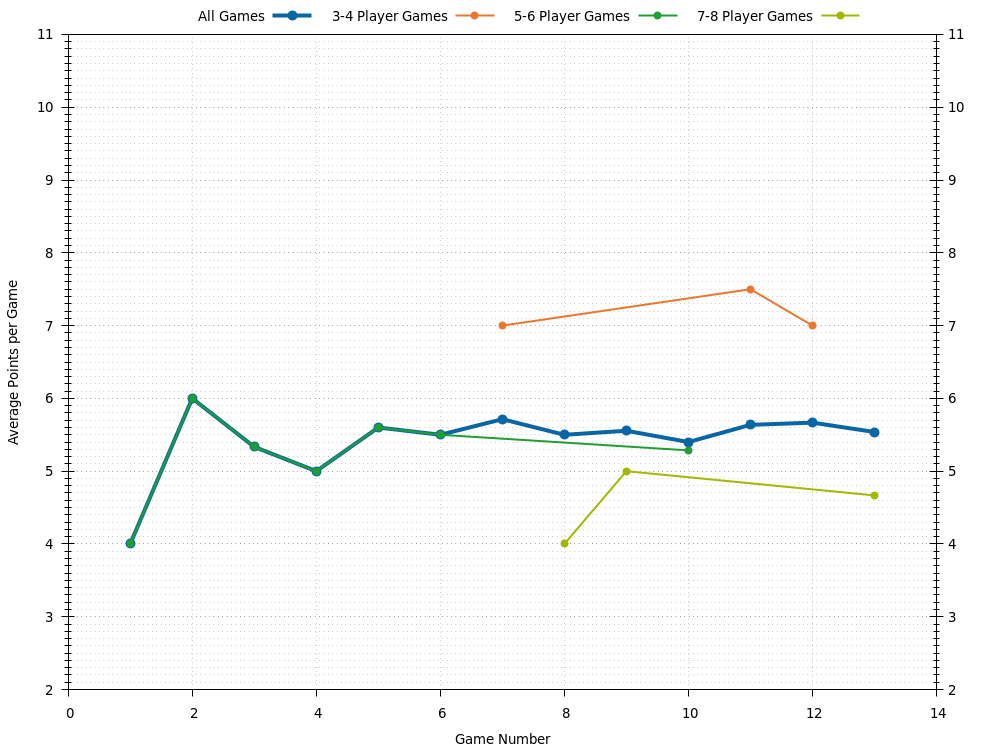 All Games 3-4 Player Games 5-6 Player Games 7-8 Player Games
11 11
10 10
9 9
8 8
7 7
6 6
5 5
4 4
3 3
2 2
Average Points per Game
0 2 4 6 8 10 12 14
Game Number